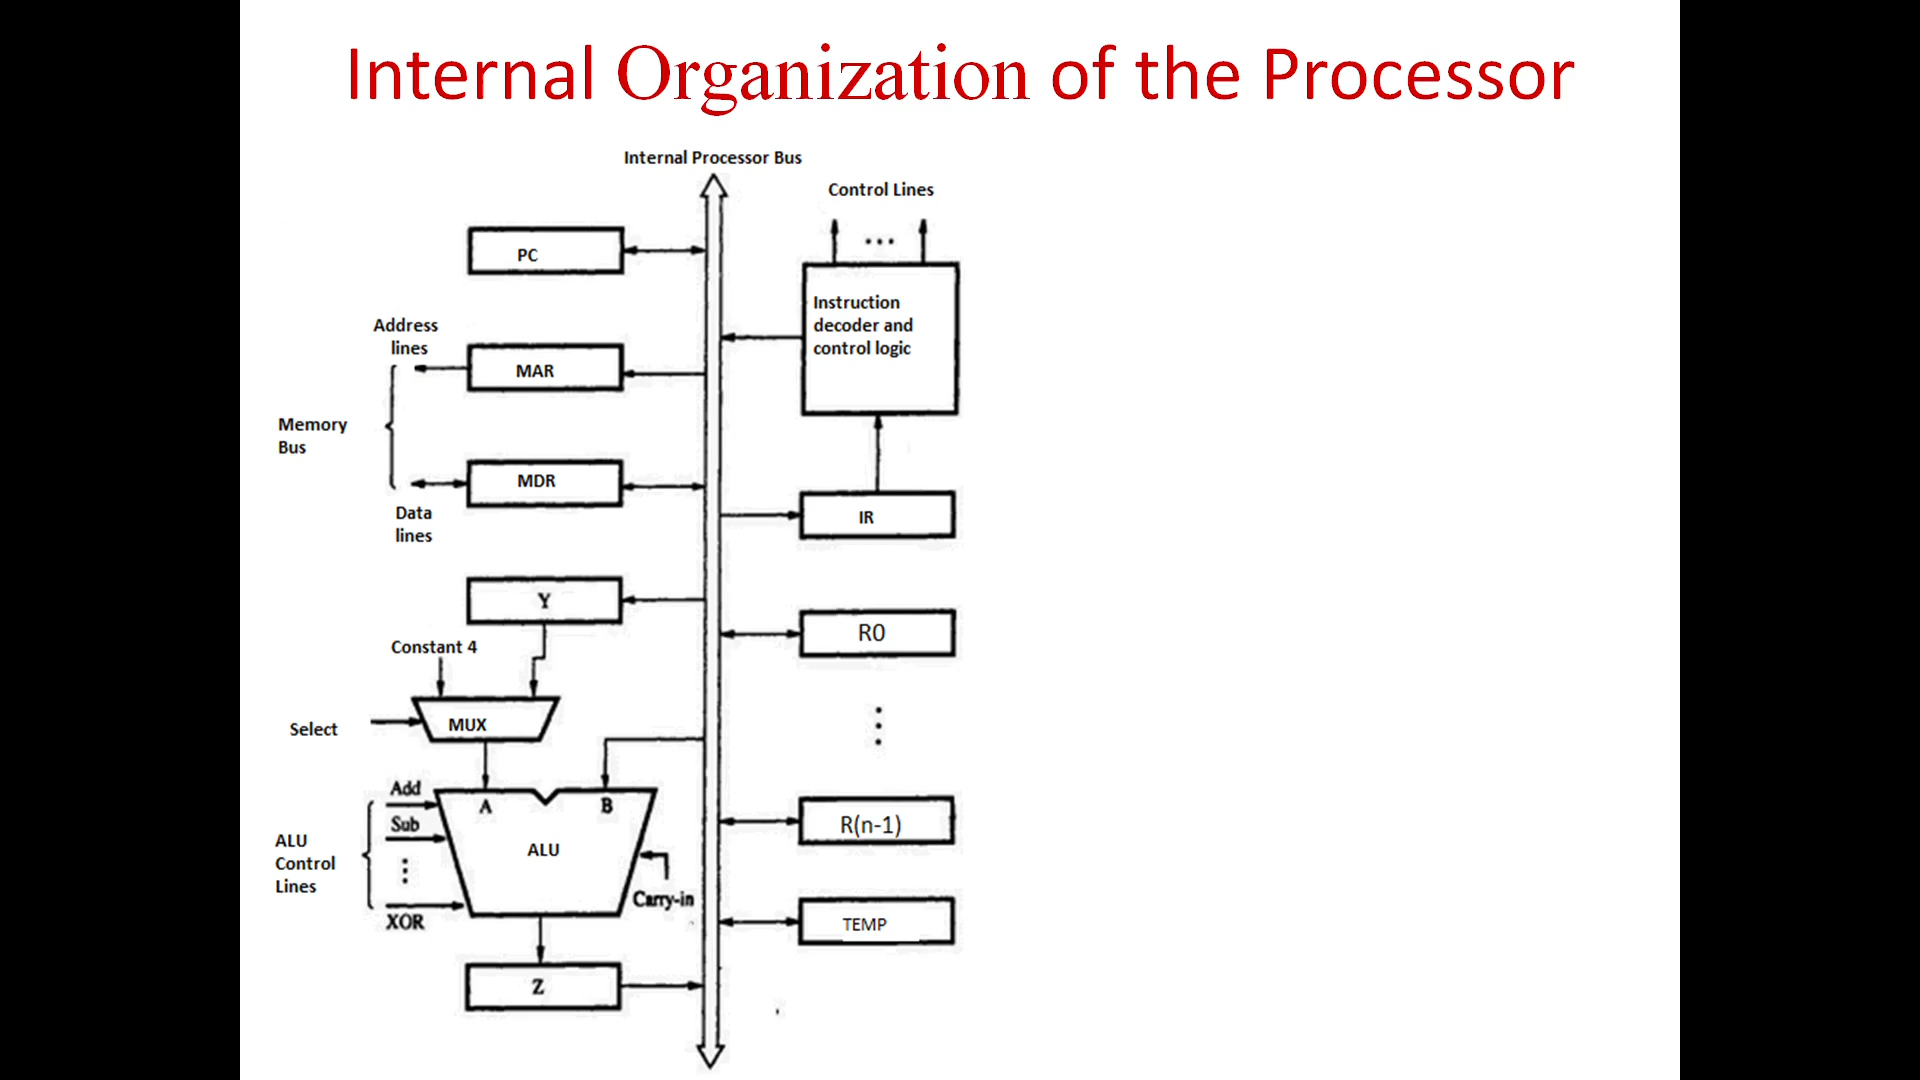 Internal Organization of the Processor
Internal Processor Bus
Control Lines
...
PC
Instruction
decoder and
control logic
Address
lines
MAR
Memory
Bus
MDR
Data
lines
IR
Y
R0
Constant 4
MUX
Select
Add
A
B
Sub
R(n-1)
ALU
Control
Lines
ALU
Carry-in
XOR
TEMP
Z